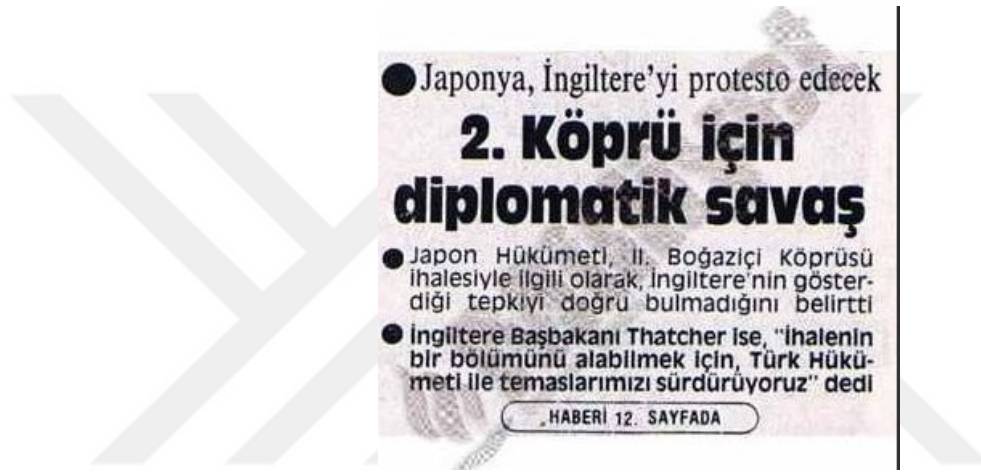 ● Japonya, İngiltere'yi protesto edecek
2. Köprü için
diplomatik savaş
● Japon Hükümeti, II. Boğaziçi Köprüsü
ihalesiyle ilgili olarak, İngiltere'nin göster-
diği tepkiyi doğru bulmadığını belirtti
● İngiltere Başbakanı Thatcher ise, "İhalenin
bir bölümünü alabilmek için, Türk Hükü-
meti ile temaslarımızı sürdürüyoruz" dedi
HABERİ 12. SAYFADA